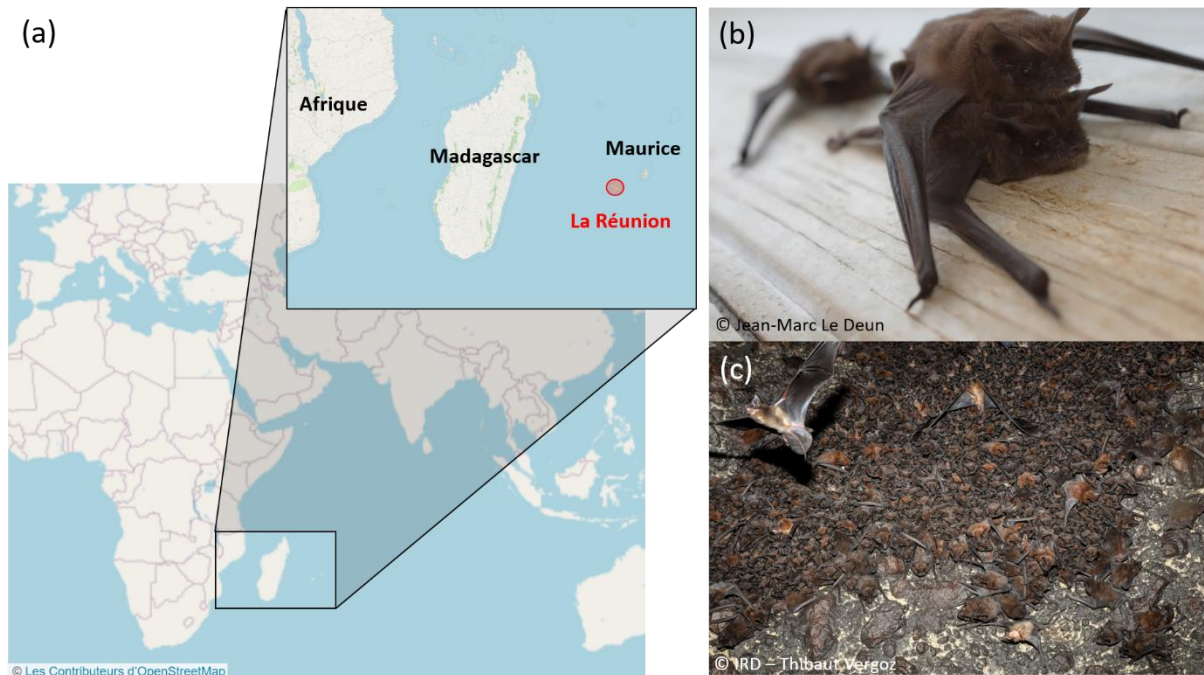 (a)
Afrique
Madagascar
Maurice
La Réunion
© Les Contributeurs d'OpenStreetMap
(b)
© Jean-Marc Le Deun
(c)
© IRD – Thibaut Vergoz